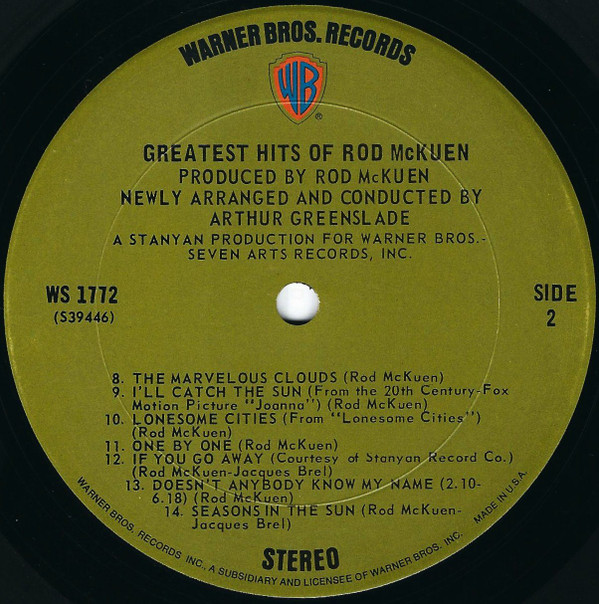 WARNER BROS. RECORDS
WB
®
GREATEST HITS OF ROD McKUEN
PRODUCED BY ROD McKUEN
NEWLY ARRANGED AND CONDUCTED BY
ARTHUR GREENSLADE
A STANYAN PRODUCTION FOR WARNER BROS.-
SEVEN ARTS RECORDS, INC.
WS 1772
(S39446)
SIDE
2
8. THE MARVELOUS CLOUDS (Rod McKuen)
9. I'LL CATCH THE SUN (From the 20th Century-Fox
Motion Picture "Joanna") (Rod McKuen)
10. LONESOME CITIES (From "Lonesome Cities")
(Rod McKuen)
11. ONE BY ONE (Rod McKuen)
12. IF YOU GO AWAY (Courtesy of Stanyan Record Co.)
(Rod McKuen-Jacques Brel)
13. DOESN'T ANYBODY KNOW MY NAME (2.10-
6.18) (Rod McKuen)
14. SEASONS IN THE SUN (Rod McKuen-
Jacques Brel)
STEREO
WARNER BROS. RECORDS INC., A SUBSIDIARY AND LICENSEE OF WARNER BROS. INC. MADE IN U.S.A.